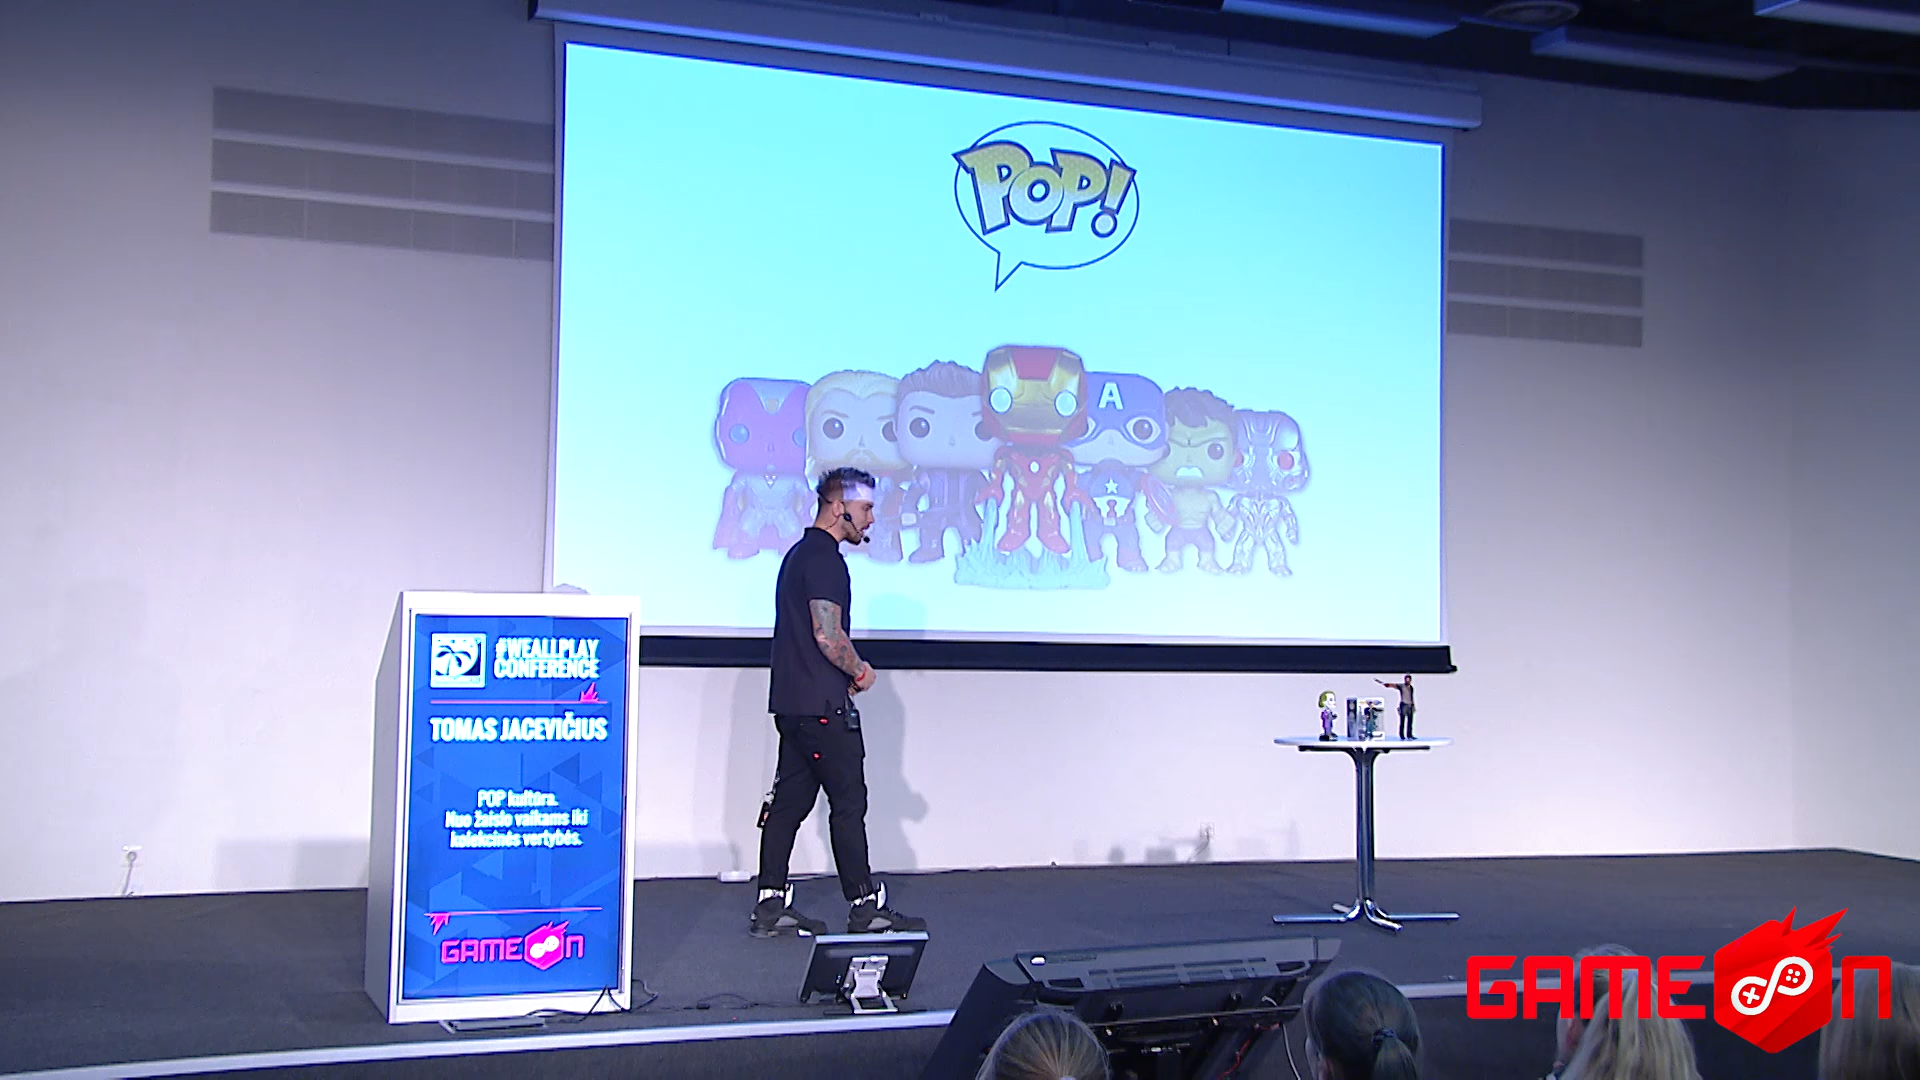 POP!
A
#WEALLPLAY
CONFERENCE
TOMAS JACEVIČIUS
POP kultūra.
Nuo žaislo vaikams iki
kolekcinės vertybės.
GAMEON
GAMEON